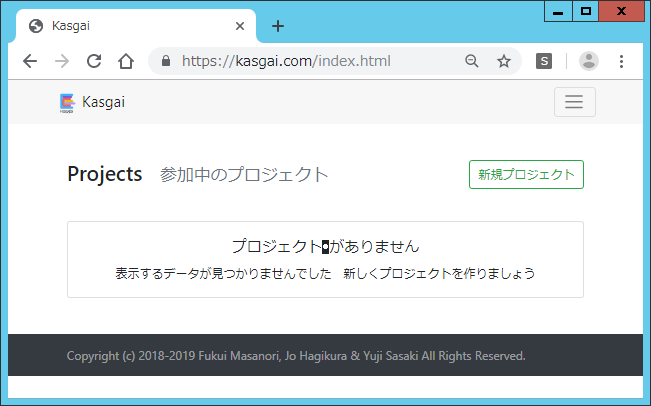 Kasgai
https://kasgai.com/index.html
S
Kasgai
Projects 参加中のプロジェクト
新規プロジェクト
プロジェクト�がありません
表示するデータが見つかりませんでした 新しくプロジェクトを作りましょう
Copyright (c) 2018-2019 Fukui Masanori, Jo Hagikura & Yuji Sasaki All Rights Reserved.